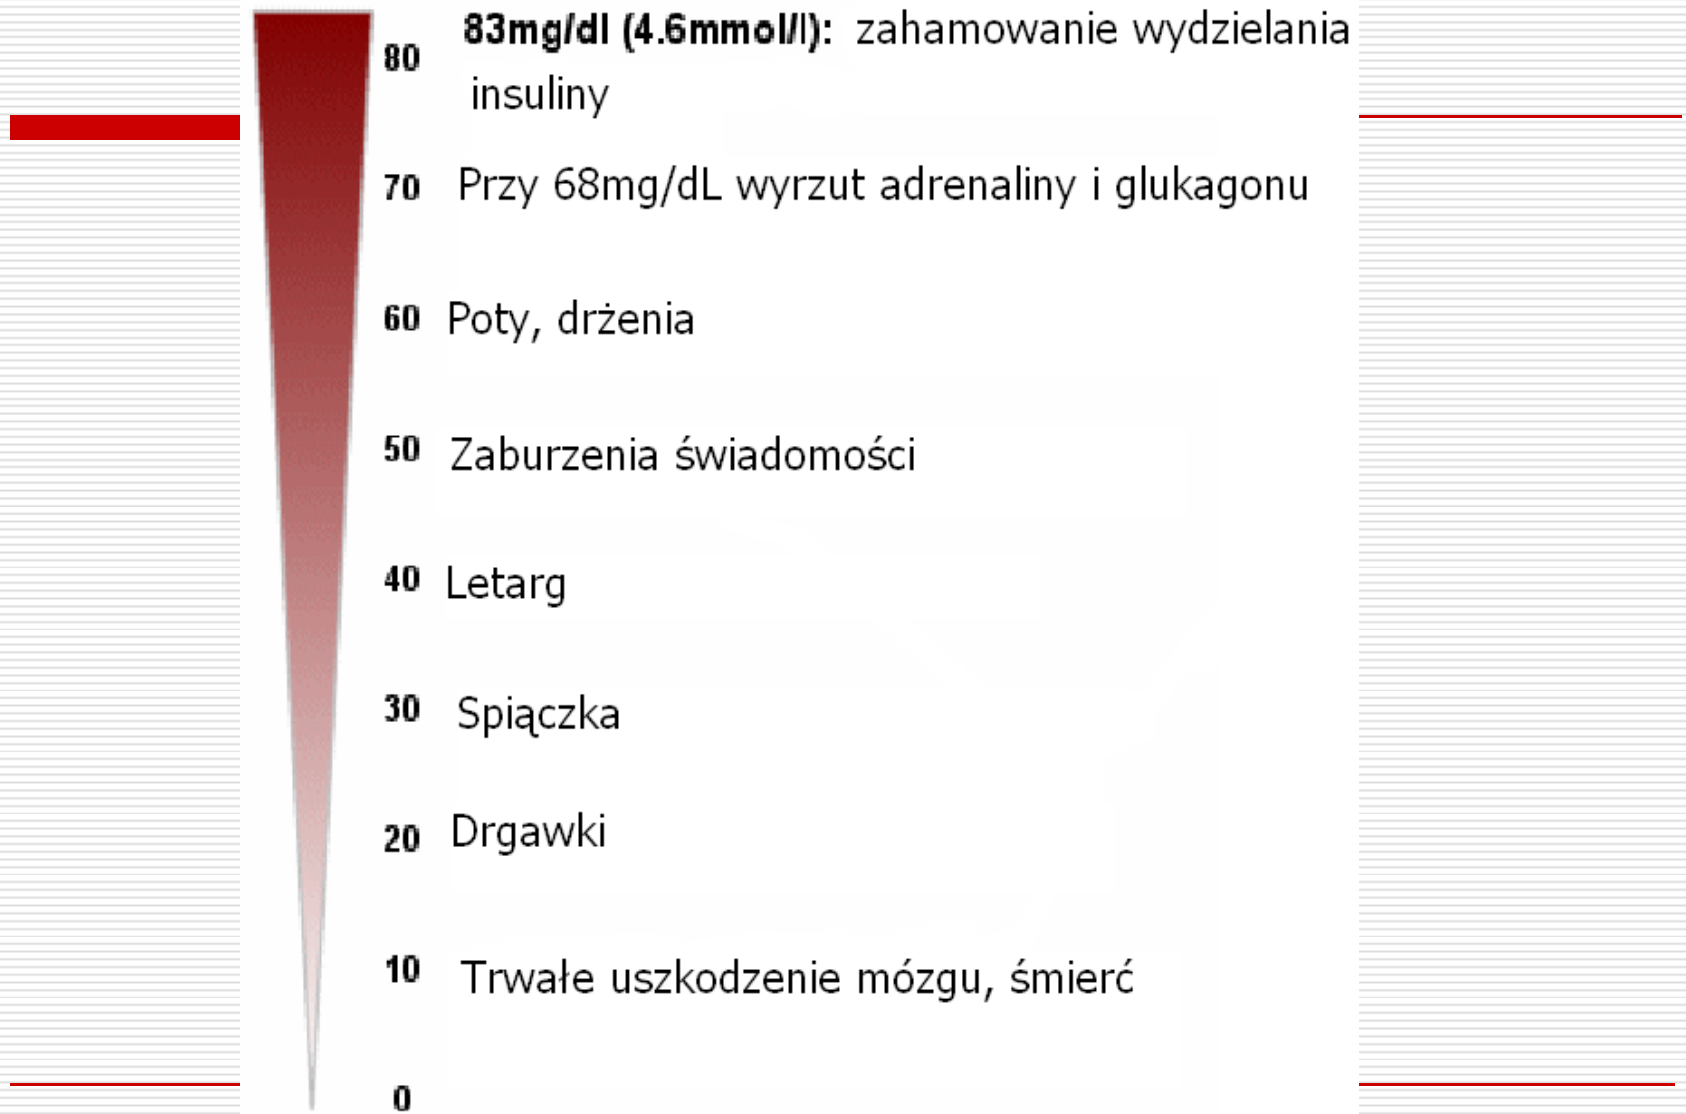 83mg/dl (4.6mmol/l): zahamowanie wydzielania
80
insuliny
70 Przy 68mg/dL wyrzut adrenaliny i glukagonu
60 Poty, drżenia
50 Zaburzenia świadomości
40 Letarg
30 Spiączka
20 Drgawki
10 Trwałe uszkodzenie mózgu, śmierć
0